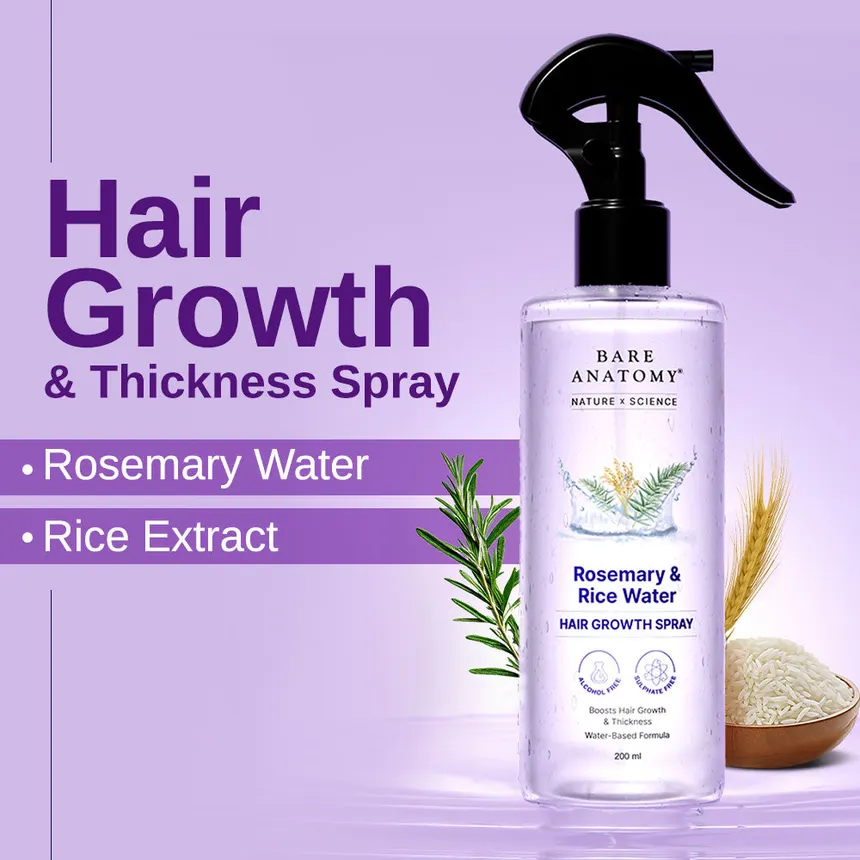 Hair
Growth
& Thickness Spray
• Rosemary Water
• Rice Extract
BARE
ANATOMY®
NATURE x SCIENCE
Rosemary &
Rice Water
HAIR GROWTH SPRAY
ALCOHOL FREE
SULPHATE FREE
Boosts Hair Growth
& Thickness
Water-Based Formula
200 ml